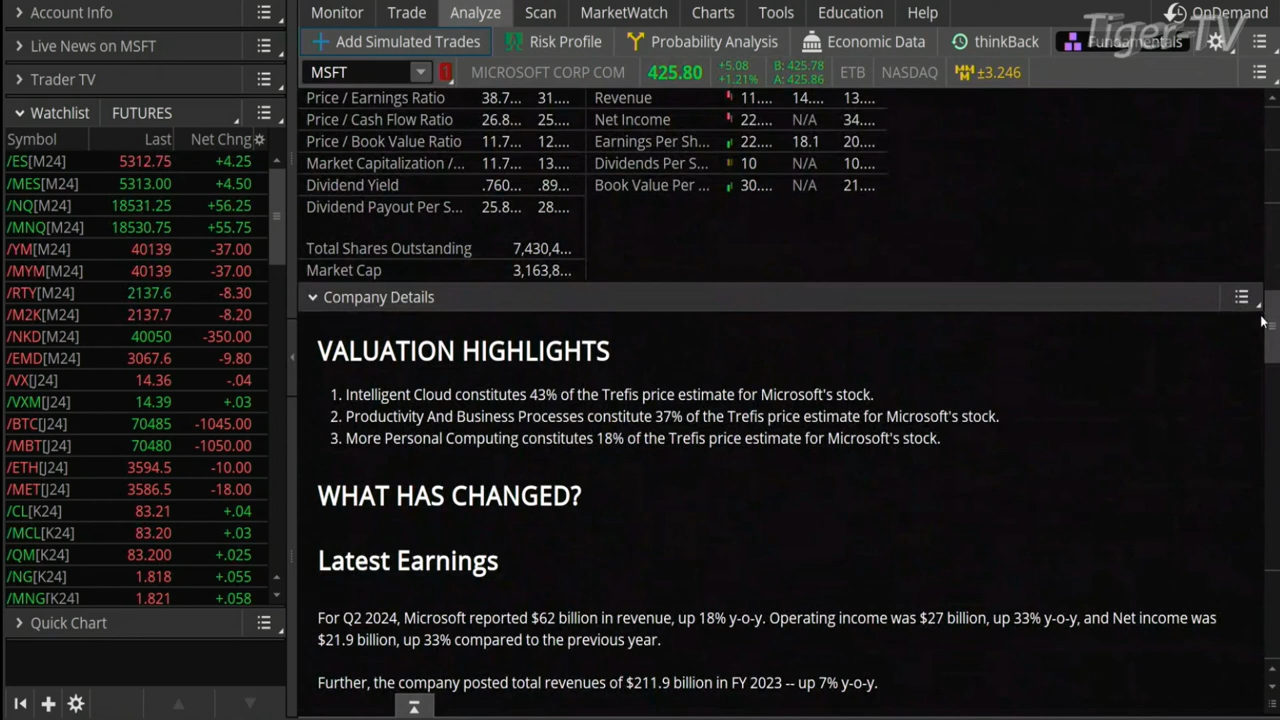 Account Info
Monitor Trade Analyze Scan MarketWatch Charts Tools Education Help OnDemand
Tiger-TV
Live News on MSFT
Add Simulated Trades Risk Profile Probability Analysis Economic Data thinkBack Fundamentals
Trader TV
MSFT 1 MICROSOFT CORP COM 425.80 +5.08 +1.21% B: 425.78 A: 425.86 ETB NASDAQ ±3.246
Watchlist FUTURES
Symbol Last Net Chng
/ES[M24] 5312.75 +4.25
/MES[M24] 5313.00 +4.50
/NQ[M24] 18531.25 +56.25
/MNQ[M24] 18530.75 +55.75
/YM[M24] 40139 -37.00
/MYM[M24] 40139 -37.00
/RTY[M24] 2137.6 -8.30
/M2K[M24] 2137.7 -8.20
/NKD[M24] 40050 -350.00
/EMD[M24] 3067.6 -9.80
/VX[J24] 14.36 -.04
/VXM[J24] 14.39 +.03
/BTC[J24] 70485 -1045.00
/MBT[J24] 70480 -1050.00
/ETH[J24] 3594.5 -10.00
/MET[J24] 3586.5 -18.00
/CL[K24] 83.21 +.04
/MCL[K24] 83.20 +.03
/QM[K24] 83.200 +.025
/NG[K24] 1.818 +.055
/MNG[K24] 1.821 +.058
Quick Chart
Price / Earnings Ratio 38.7... 31....
Price / Cash Flow Ratio 26.8... 25....
Price / Book Value Ratio 11.7... 12....
Market Capitalization /... 11.7... 13....
Dividend Yield .760... .89...
Dividend Payout Per S... 25.8... 28....
Total Shares Outstanding 7,430,4...
Market Cap 3,163,8...
Revenue 11.... 14.... 13....
Net Income 22.... N/A 34....
Earnings Per Sh... 22.... 18.1 20....
Dividends Per S... 10 N/A 10....
Book Value Per ... 30.... N/A 21....
Company Details
VALUATION HIGHLIGHTS
1. Intelligent Cloud constitutes 43% of the Trefis price estimate for Microsoft's stock.
2. Productivity And Business Processes constitute 37% of the Trefis price estimate for Microsoft's stock.
3. More Personal Computing constitutes 18% of the Trefis price estimate for Microsoft's stock.
WHAT HAS CHANGED?
Latest Earnings
For Q2 2024, Microsoft reported $62 billion in revenue, up 18% y-o-y. Operating income was $27 billion, up 33% y-o-y, and Net income was
$21.9 billion, up 33% compared to the previous year.
Further, the company posted total revenues of $211.9 billion in FY 2023 -- up 7% y-o-y.